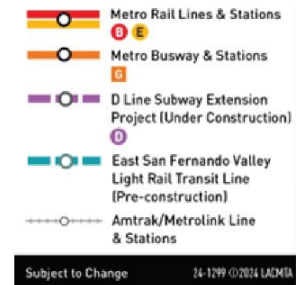 Metro Rail Lines & Stations
B E
Metro Busway & Stations
G
D Line Subway Extension
Project (Under Construction)
D
East San Fernando Valley
Light Rail Transit Line
(Pre-construction)
Amtrak/Metrolink Line
& Stations
Subject to Change 24-1299 ©2024 LACMTA